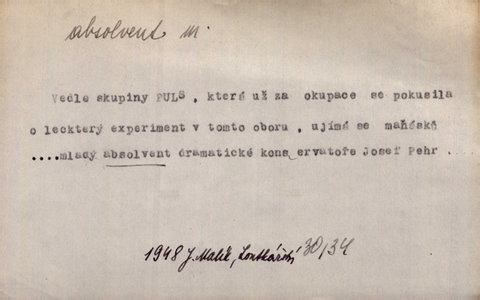 absolvent m.
Vedle skupiny PULS , která už za okupace se pokusila
o leckterý experiment v tomto oboru , ujímá se maňásků
....mladý absolvent dramatické kons ervatoře Josef Pehr .
1948 J. Malík, Loutkářství 30/34